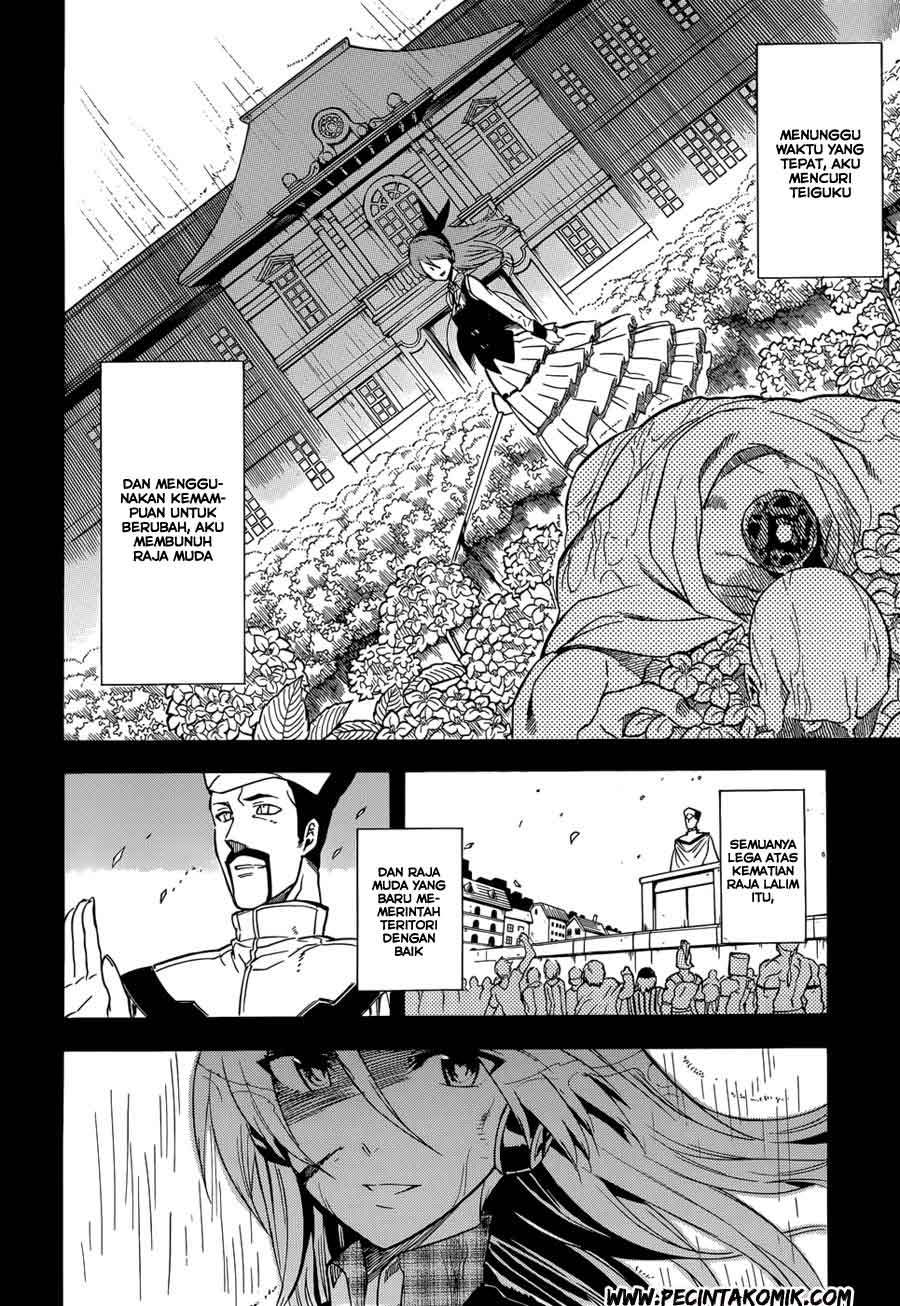 MENUNGGU
WAKTU YANG
TEPAT, AKU
MENCURI
TEIGUKU
DAN MENGGU-
NAKAN KEMAM-
PUAN UNTUK
BERUBAH, AKU
MEMBUNUH
RAJA MUDA
SEMUANYA
LEGA ATAS
KEMATIAN
RAJA LALIM
ITU,
DAN RAJA
MUDA YANG
BARU ME-
MERINTAH
TERITORI
DENGAN
BAIK
WWW.PECINTAKOMIK.COM